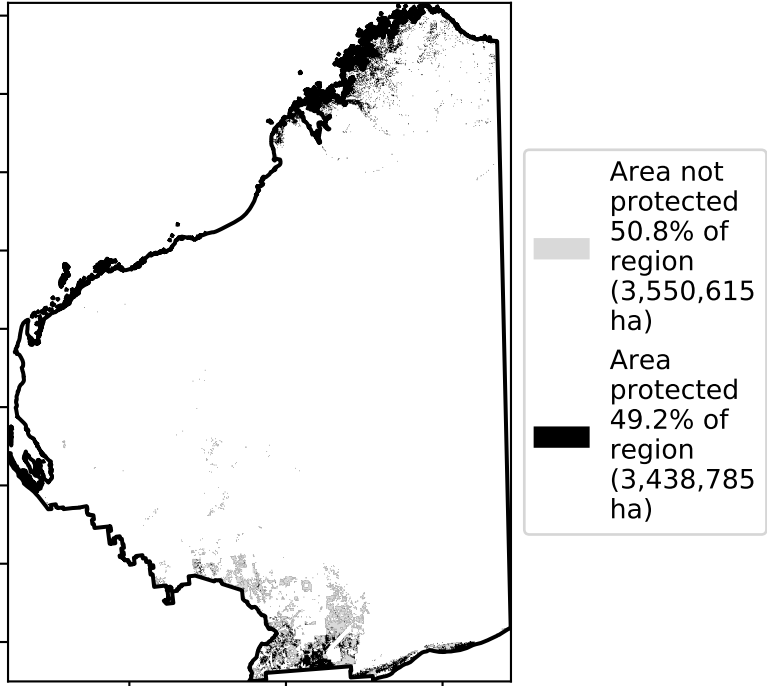 Area not
protected
50.8% of
region
(3,550,615
ha)
Area
protected
49.2% of
region
(3,438,785
ha)